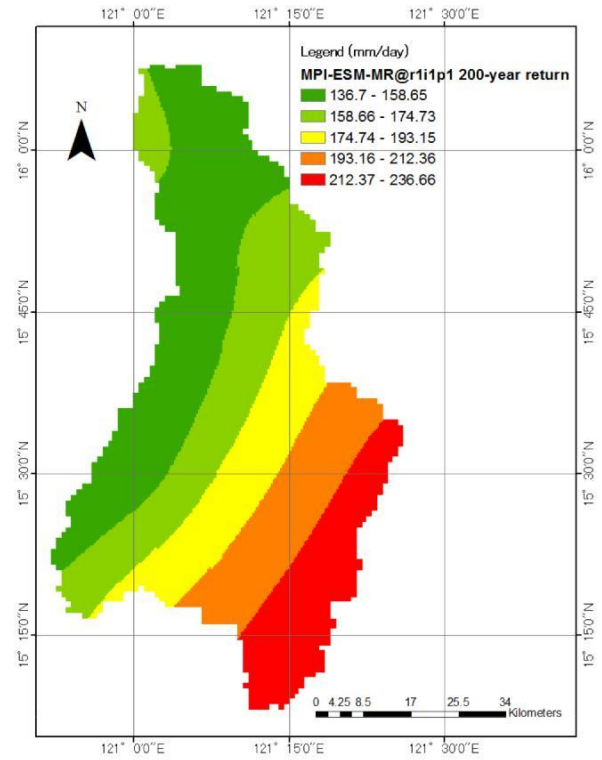 121° 0'0"E 121° 15'0"E 121° 30'0"E
Legend (mm/day)
MPI-ESM-MR@r1i1p1 200-year return
136.7 - 158.65
158.66 - 174.73
174.74 - 193.15
193.16 - 212.36
212.37 - 236.66
N
16° 0'0"N
16° 0'0"N
15° 45'0"N
15° 45'0"N
15° 30'0"N
15° 30'0"N
15° 15'0"N
15° 15'0"N
0 4.25 8.5 17 25.5 34
Kilometers
121° 0'0"E 121° 15'0"E 121° 30'0"E